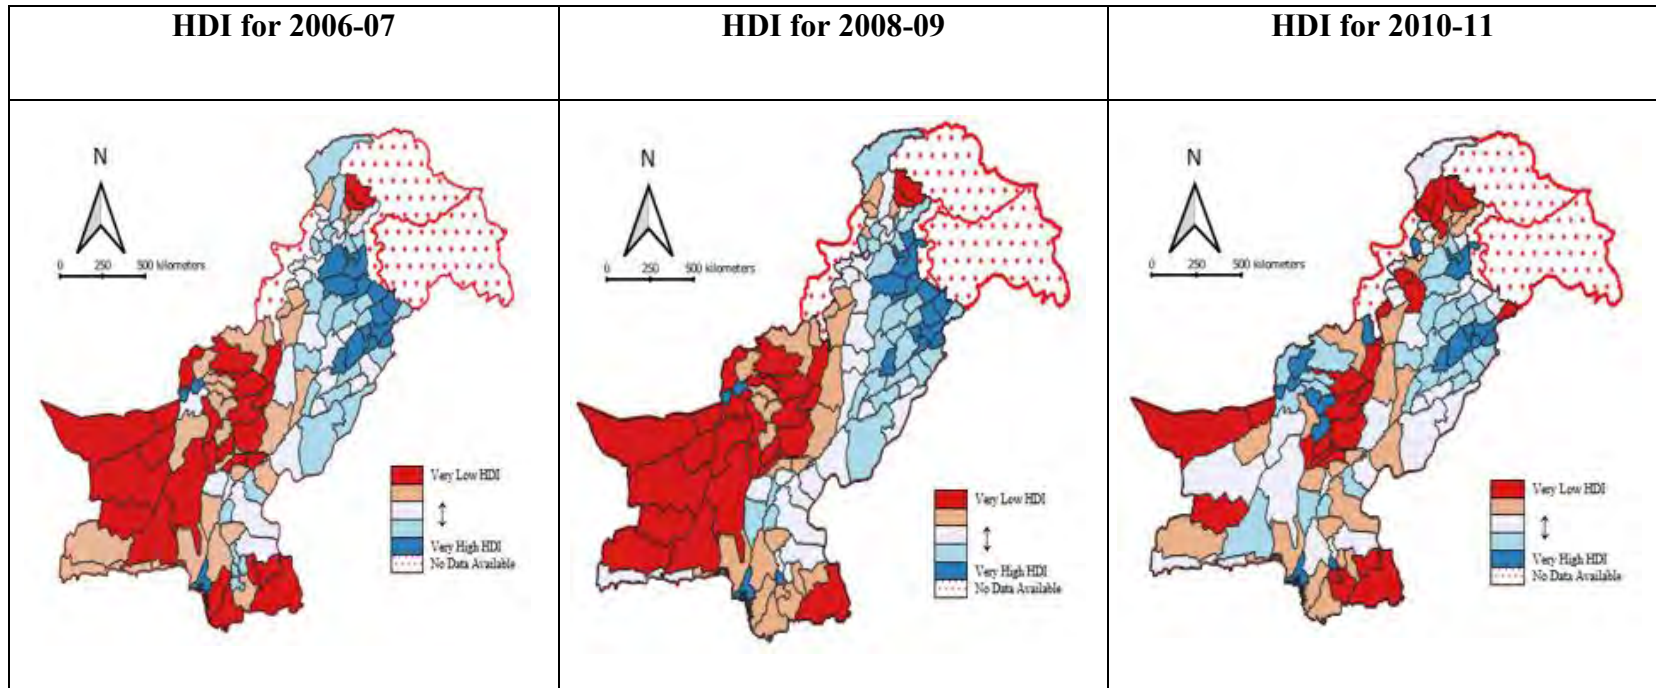 HDI for 2006-07
HDI for 2008-09
HDI for 2010-11
N
0 250 500 kilometers
Very Low HDI
↕
Very High HDI
No Data Available
N
0 250 500 kilometers
Very Low HDI
↕
Very High HDI
No Data Available
N
0 250 500 kilometers
Very Low HDI
↕
Very High HDI
No Data Available